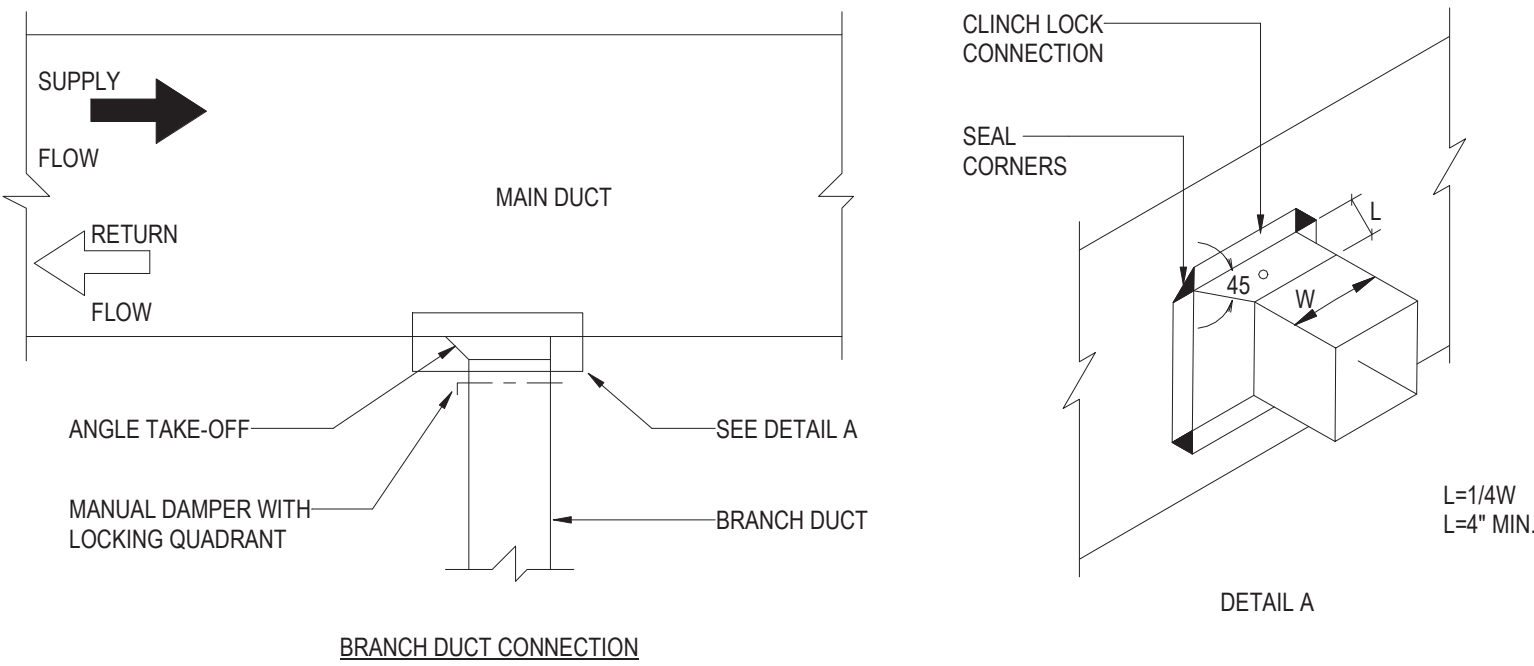 SUPPLY
FLOW
MAIN DUCT
RETURN
FLOW
ANGLE TAKE-OFF
SEE DETAIL A
MANUAL DAMPER WITH
LOCKING QUADRANT
BRANCH DUCT
BRANCH DUCT CONNECTION
CLINCH LOCK
CONNECTION
SEAL
CORNERS
L
45°
W
L=1/4W
L=4" MIN.
DETAIL A